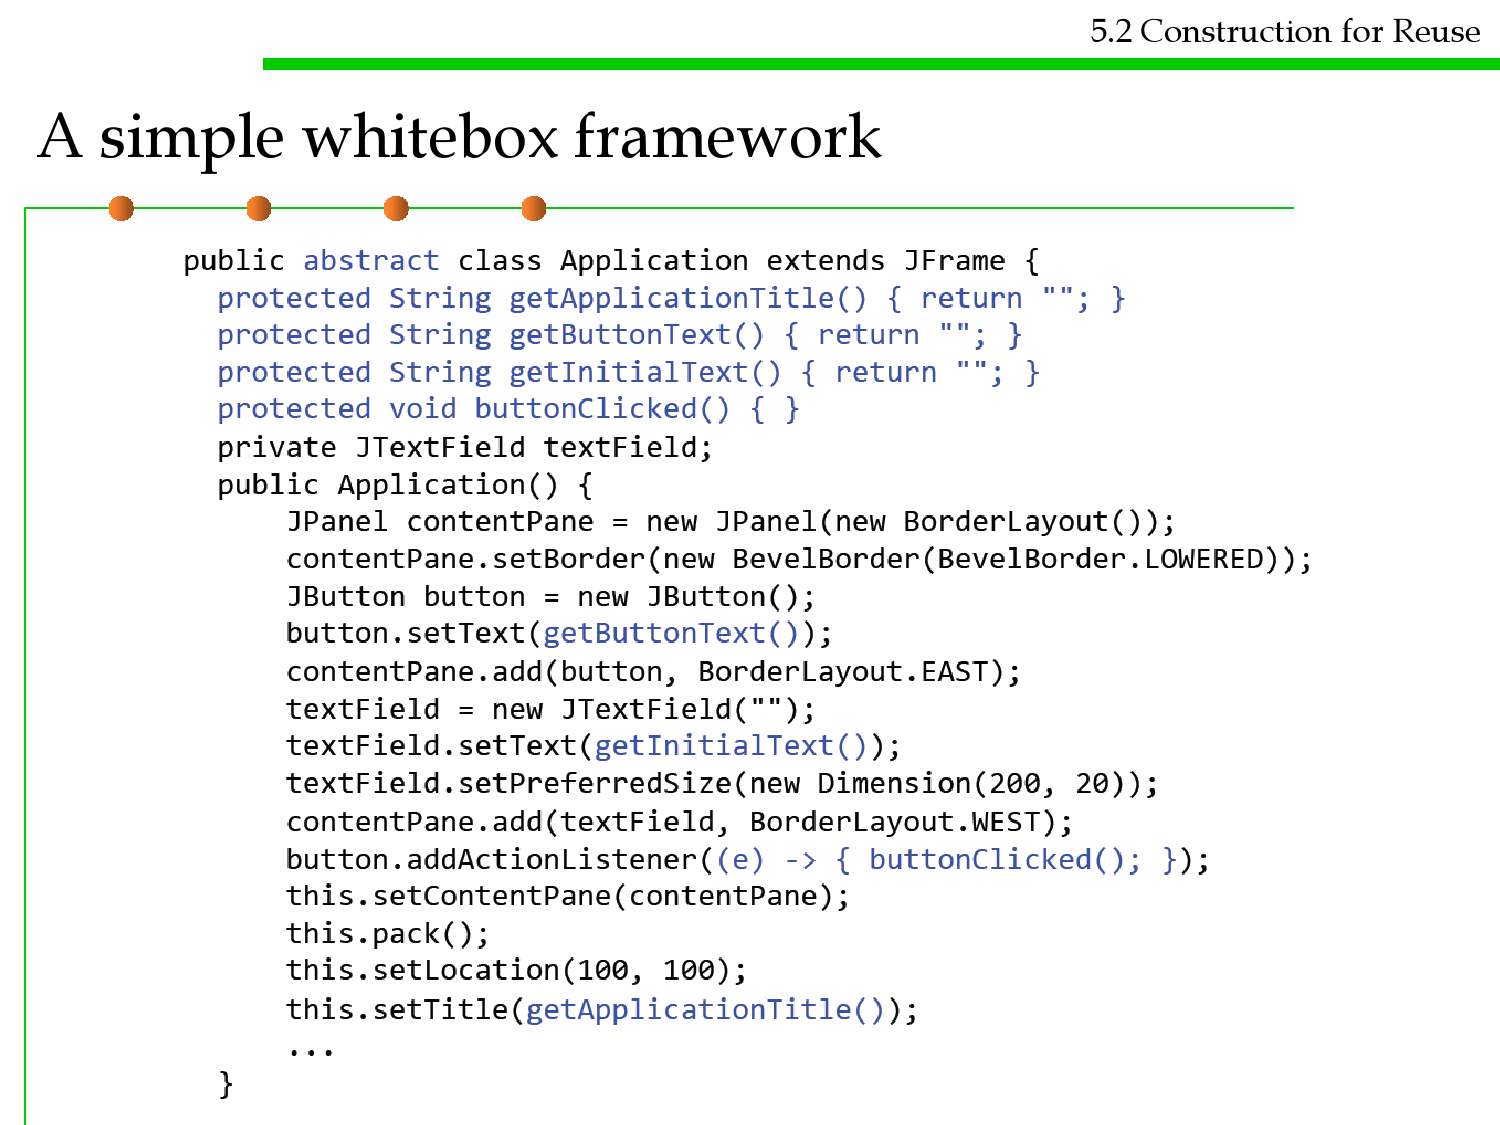 5.2 Construction for Reuse
A simple whitebox framework
public abstract class Application extends JFrame {
protected String getApplicationTitle() { return ""; }
protected String getButtonText() { return ""; }
protected String getInitialText() { return ""; }
protected void buttonClicked() { }
private JTextField textField;
public Application() {
JPanel contentPane = new JPanel(new BorderLayout());
contentPane.setBorder(new BevelBorder(BevelBorder.LOWERED));
JButton button = new JButton();
button.setText(getButtonText());
contentPane.add(button, BorderLayout.EAST);
textField = new JTextField("");
textField.setText(getInitialText());
textField.setPreferredSize(new Dimension(200, 20));
contentPane.add(textField, BorderLayout.WEST);
button.addActionListener((e) -> { buttonClicked(); });
this.setContentPane(contentPane);
this.pack();
this.setLocation(100, 100);
this.setTitle(getApplicationTitle());
...
}